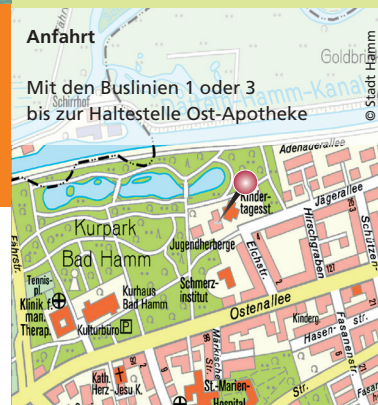 Anfahrt
Mit den Buslinien 1 oder 3
bis zur Haltestelle Ost-Apotheke
© Stadt Hamm
Schirrhof
Datteln-Hamm-Kanal
Adenauerallee
Kinder-
tagesst.
Jägerallee
Kurpark
Bad Hamm
Jugendherberge
Eichstr.
Hirschgraben
Schützen-
Fährstr.
Tennis-
pl.
Klinik f.
man.
Therap.
Kurhaus
Bad Hamm
Kulturbüro P
Schmerz-
institut
Ostenallee
Kinderg.
Hasen-
str.
Fasanenstr.
Märkische
Str.
Kath.
Herz-Jesu K.
St.-Marien-
Hospital
Str.